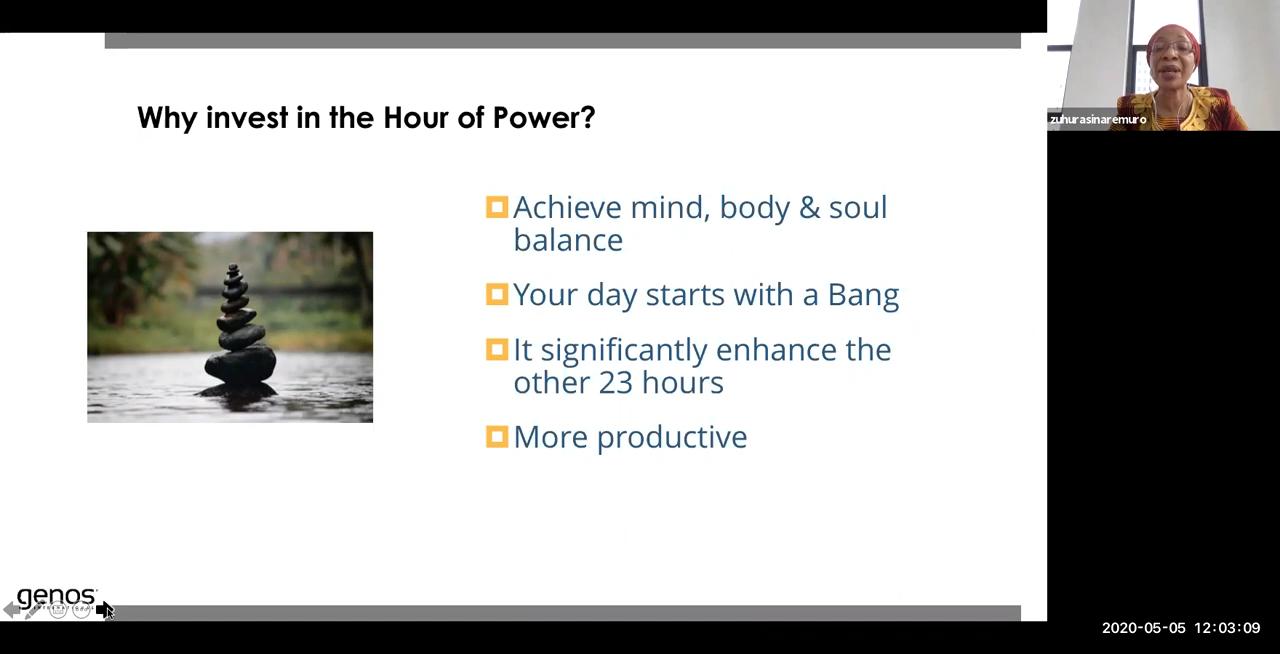 Why invest in the Hour of Power?
zuhurasinaremuro
Achieve mind, body & soul
balance
Your day starts with a Bang
It significantly enhance the
other 23 hours
More productive
genos
INTERNATIONAL
2020-05-05 12:03:09